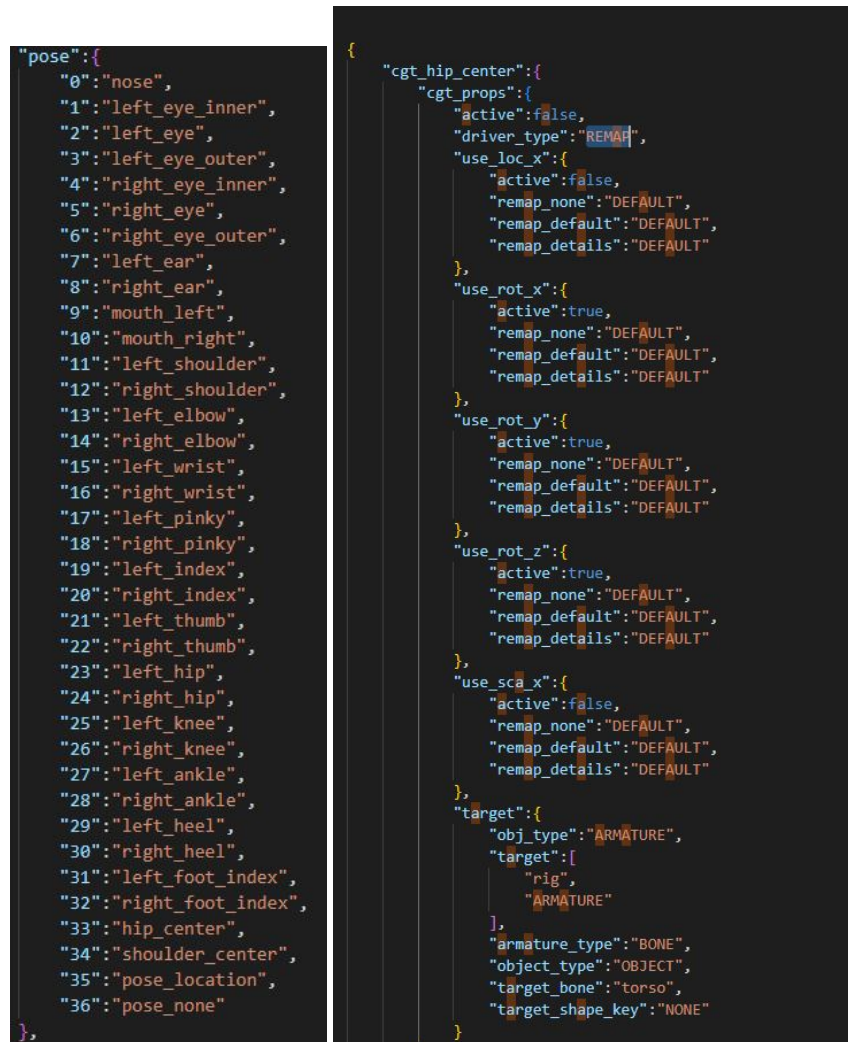 "pose":{
"0":"nose",
"1":"left_eye_inner",
"2":"left_eye",
"3":"left_eye_outer",
"4":"right_eye_inner",
"5":"right_eye",
"6":"right_eye_outer",
"7":"left_ear",
"8":"right_ear",
"9":"mouth_left",
"10":"mouth_right",
"11":"left_shoulder",
"12":"right_shoulder",
"13":"left_elbow",
"14":"right_elbow",
"15":"left_wrist",
"16":"right_wrist",
"17":"left_pinky",
"18":"right_pinky",
"19":"left_index",
"20":"right_index",
"21":"left_thumb",
"22":"right_thumb",
"23":"left_hip",
"24":"right_hip",
"25":"left_knee",
"26":"right_knee",
"27":"left_ankle",
"28":"right_ankle",
"29":"left_heel",
"30":"right_heel",
"31":"left_foot_index",
"32":"right_foot_index",
"33":"hip_center",
"34":"shoulder_center",
"35":"pose_location",
"36":"pose_none"
},
{
"cgt_hip_center":{
"cgt_props":{
"active":false,
"driver_type":"REMAP",
"use_loc_x":{
"active":false,
"remap_none":"DEFAULT",
"remap_default":"DEFAULT",
"remap_details":"DEFAULT"
},
"use_rot_x":{
"active":true,
"remap_none":"DEFAULT",
"remap_default":"DEFAULT",
"remap_details":"DEFAULT"
},
"use_rot_y":{
"active":true,
"remap_none":"DEFAULT",
"remap_default":"DEFAULT",
"remap_details":"DEFAULT"
},
"use_rot_z":{
"active":true,
"remap_none":"DEFAULT",
"remap_default":"DEFAULT",
"remap_details":"DEFAULT"
},
"use_sca_x":{
"active":false,
"remap_none":"DEFAULT",
"remap_default":"DEFAULT",
"remap_details":"DEFAULT"
},
"target":{
"obj_type":"ARMATURE",
"target":[
"rig",
"ARMATURE"
],
"armature_type":"BONE",
"object_type":"OBJECT",
"target_bone":"torso",
"target_shape_key":"NONE"
}